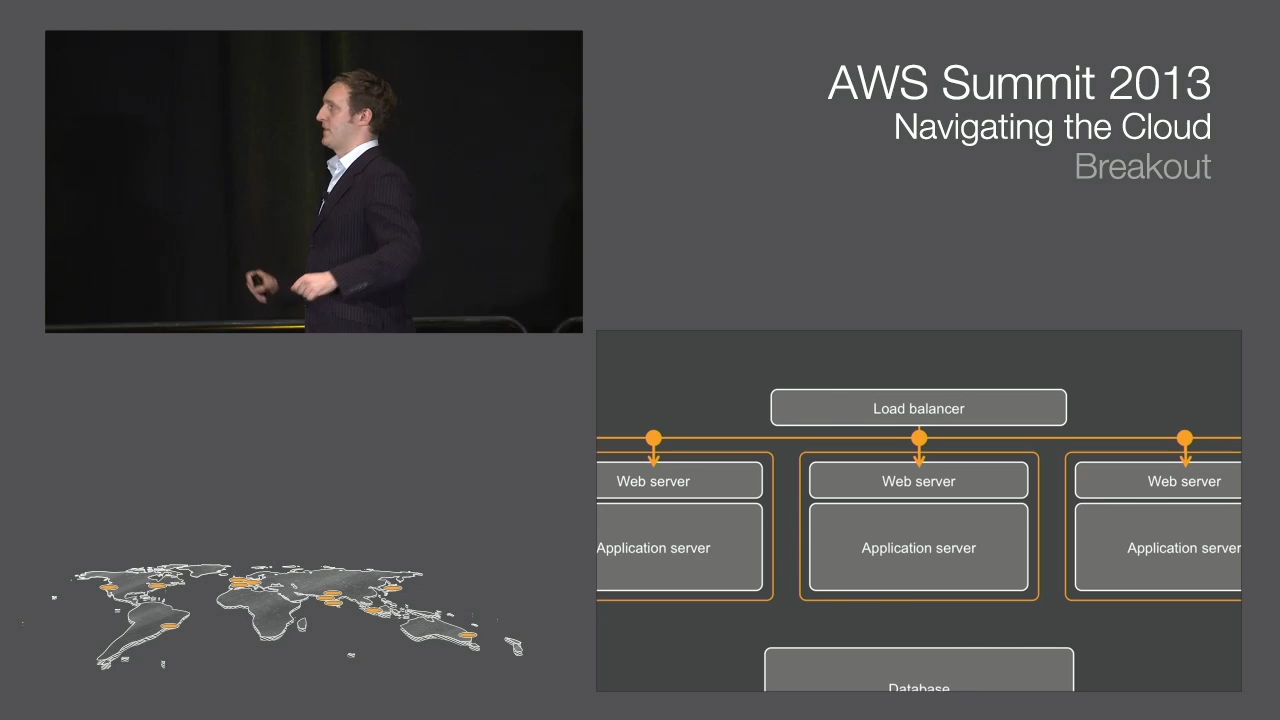 AWS Summit 2013
Navigating the Cloud
Breakout
Load balancer
Web server
Web server
Web server
Application server
Application server
Application server
Database